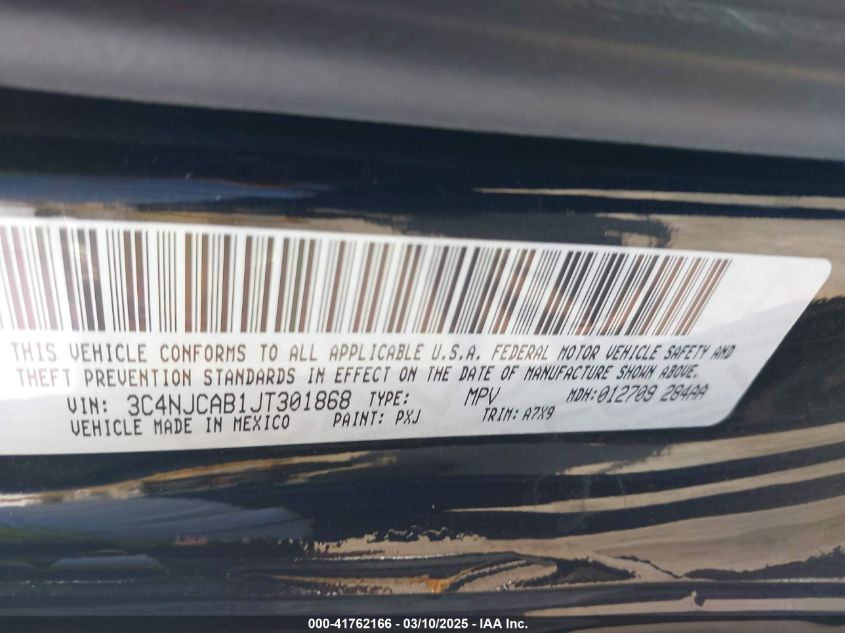 THIS VEHICLE CONFORMS TO ALL APPLICABLE U.S.A. FEDERAL MOTOR VEHICLE SAFETY AND
THEFT PREVENTION STANDARDS IN EFFECT ON THE DATE OF MANUFACTURE SHOWN ABOVE.
VIN: 3C4NJCAB1JT301868 TYPE: MPV MDH:012709 284AA
VEHICLE MADE IN MEXICO PAINT: PXJ TRIM: A7X9
000-41762166 — 03/10/2025 — IAA Inc.